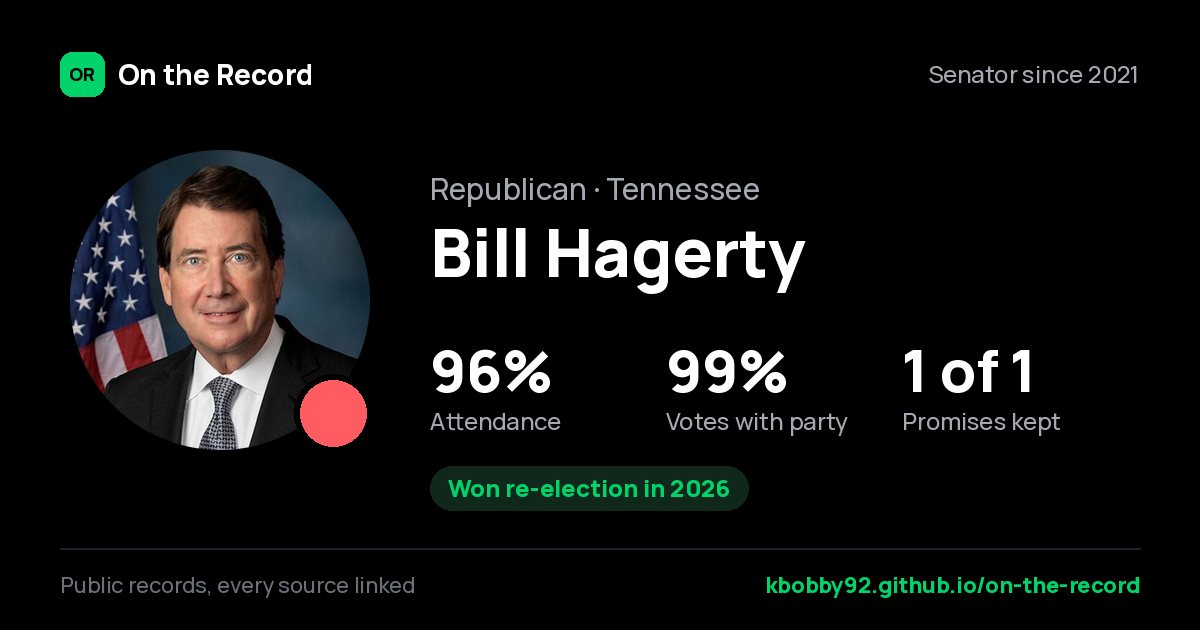 OR On the Record
Senator since 2021
Republican · Tennessee
Bill Hagerty
96% 99% 1 of 1
Attendance Votes with party Promises kept
Won re-election in 2026
Public records, every source linked
kbobby92.github.io/on-the-record